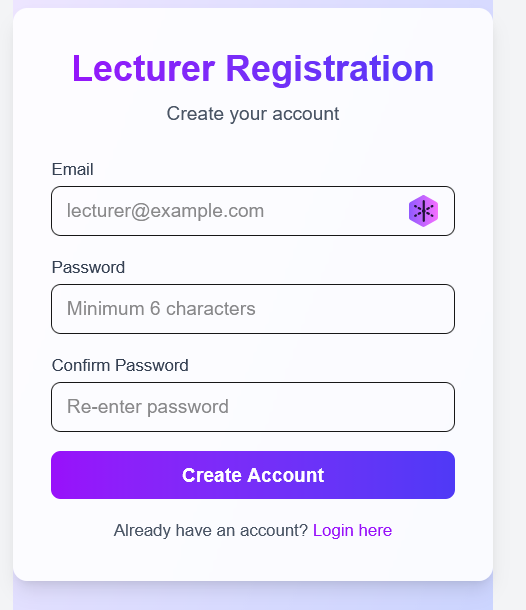 Lecturer Registration
Create your account
Email
lecturer@example.com
Password
Minimum 6 characters
Confirm Password
Re-enter password
Create Account
Already have an account? Login here